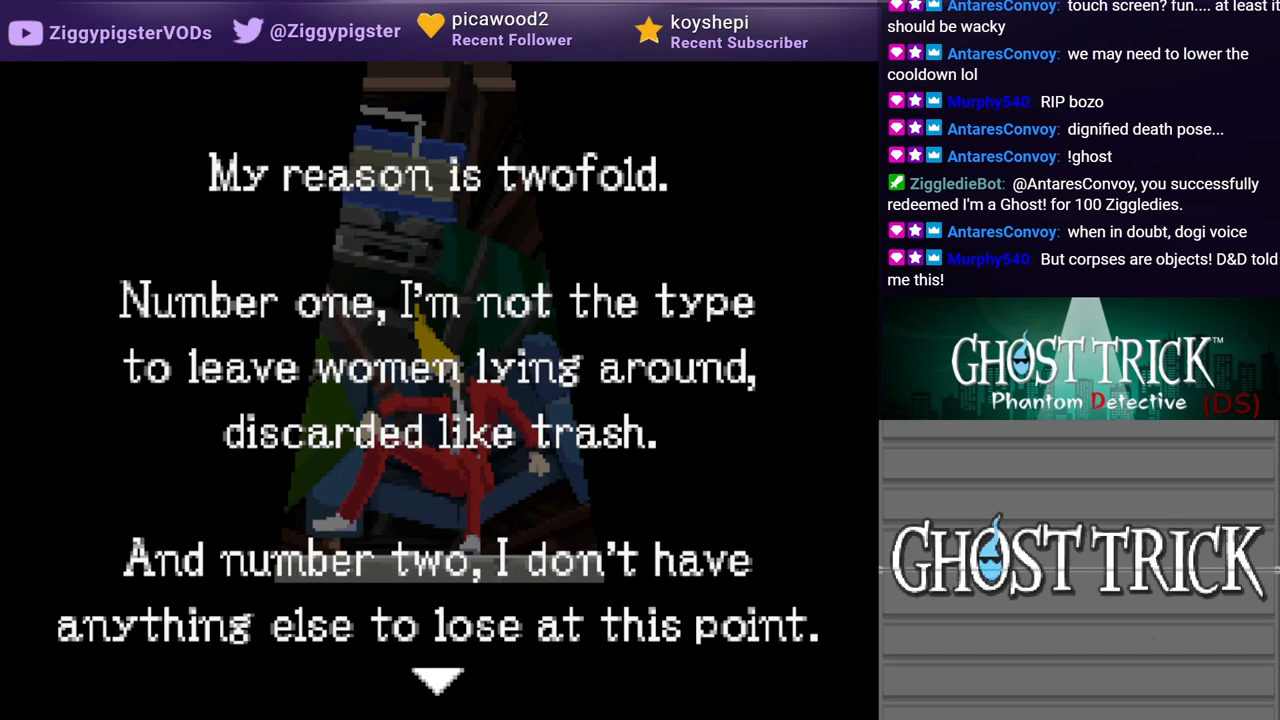 ZiggypigsterVODs
@Ziggypigster
picawood2
Recent Follower
koyshepi
Recent Subscriber
My reason is twofold.
Number one, I'm not the type
to leave women lying around,
discarded like trash.
And number two, I don't have
anything else to lose at this point.
AntaresConvoy: touch screen? fun.... at least it
should be wacky
AntaresConvoy: we may need to lower the
cooldown lol
Murphy540: RIP bozo
AntaresConvoy: dignified death pose...
AntaresConvoy: !ghost
ZiggledieBot: @AntaresConvoy, you successfully
redeemed I'm a Ghost! for 100 Ziggledies.
AntaresConvoy: when in doubt, dogi voice
Murphy540: But corpses are objects! D&D told
me this!
GHOST TRICK™
Phantom Detective (DS)
GHOST TRICK